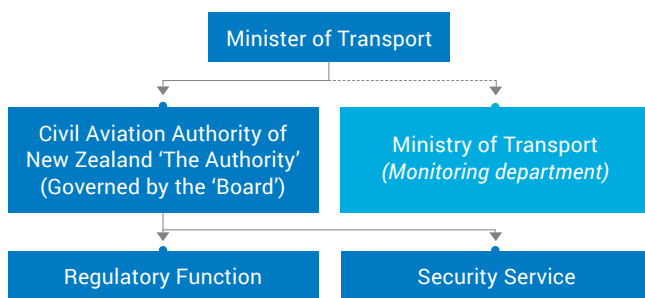 Minister of Transport
Civil Aviation Authority of
New Zealand ‘The Authority’
(Governed by the ‘Board’)
Ministry of Transport
(Monitoring department)
Regulatory Function
Security Service